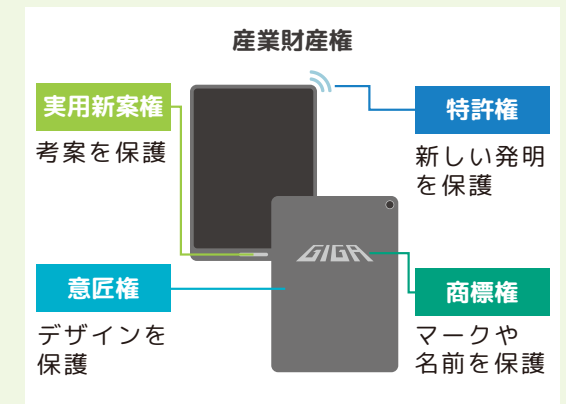 産業財産権
実用新案権
考案を保護
特許権
新しい発明
を保護
GIGA
意匠権
デザインを
保護
商標権
マークや
名前を保護